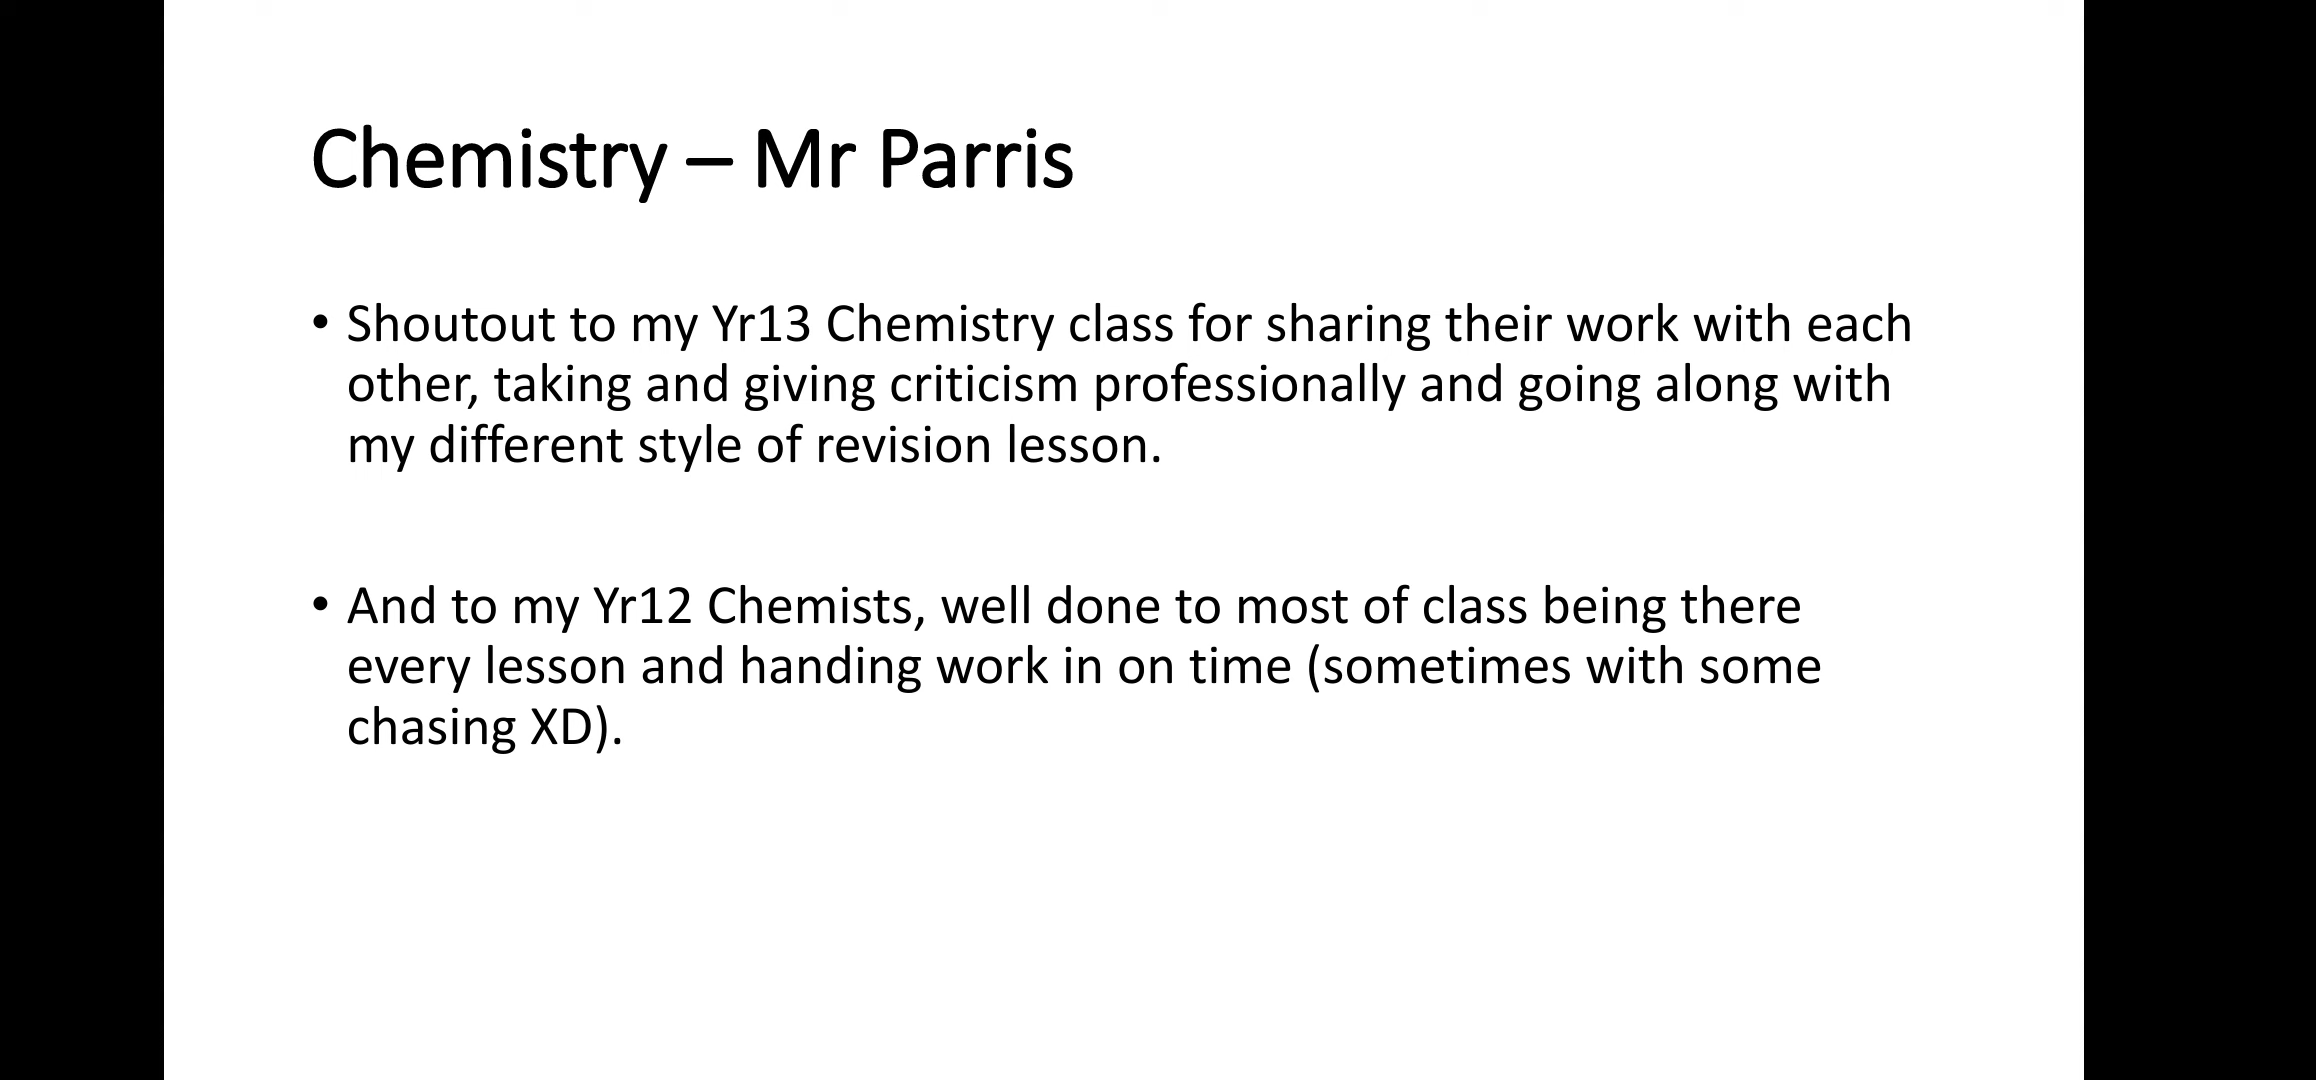 Chemistry – Mr Parris
• Shoutout to my Yr13 Chemistry class for sharing their work with each
other, taking and giving criticism professionally and going along with
my different style of revision lesson.
• And to my Yr12 Chemists, well done to most of class being there
every lesson and handing work in on time (sometimes with some
chasing XD).